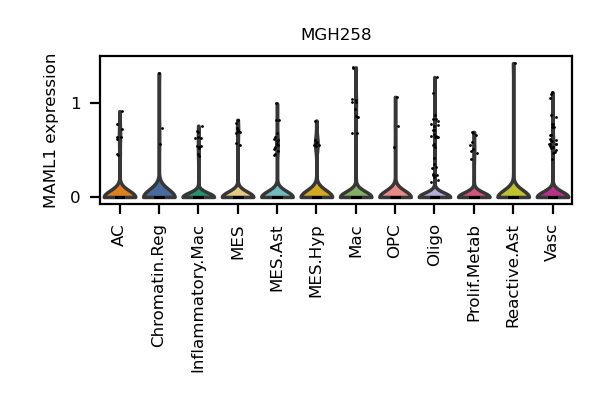 MGH258
MAML1 expression
1
0
AC
Chromatin.Reg
Inflammatory.Mac
MES
MES.Ast
MES.Hyp
Mac
OPC
Oligo
Prolif.Metab
Reactive.Ast
Vasc